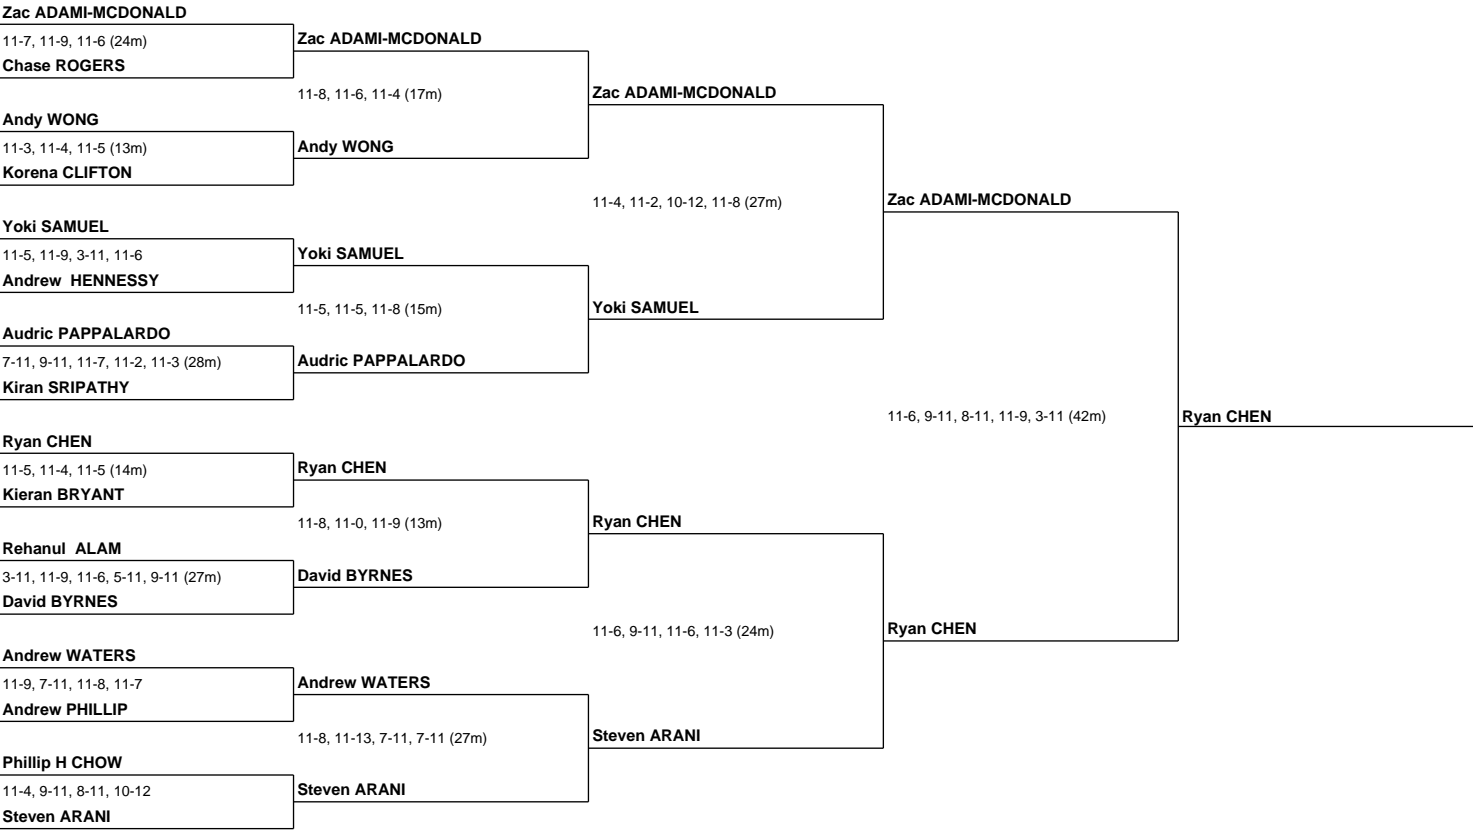 Zac ADAMI-MCDONALD
11-7, 11-9, 11-6 (24m)
Chase ROGERS
Andy WONG
11-3, 11-4, 11-5 (13m)
Korena CLIFTON
Yoki SAMUEL
11-5, 11-9, 3-11, 11-6
Andrew  HENNESSY
Audric PAPPALARDO
7-11, 9-11, 11-7, 11-2, 11-3 (28m)
Kiran SRIPATHY
Ryan CHEN
11-5, 11-4, 11-5 (14m)
Kieran BRYANT
Rehanul  ALAM
3-11, 11-9, 11-6, 5-11, 9-11 (27m)
David BYRNES
Andrew WATERS
11-9, 7-11, 11-8, 11-7
Andrew PHILLIP
Phillip H CHOW
11-4, 9-11, 8-11, 10-12
Steven ARANI
Zac ADAMI-MCDONALD
11-8, 11-6, 11-4 (17m)
Andy WONG
Yoki SAMUEL
11-5, 11-5, 11-8 (15m)
Audric PAPPALARDO
Ryan CHEN
11-8, 11-0, 11-9 (13m)
David BYRNES
Andrew WATERS
11-8, 11-13, 7-11, 7-11 (27m)
Steven ARANI
Zac ADAMI-MCDONALD
11-4, 11-2, 10-12, 11-8 (27m)
Yoki SAMUEL
Ryan CHEN
11-6, 9-11, 11-6, 11-3 (24m)
Steven ARANI
Zac ADAMI-MCDONALD
11-6, 9-11, 8-11, 11-9, 3-11 (42m)
Ryan CHEN
Ryan CHEN